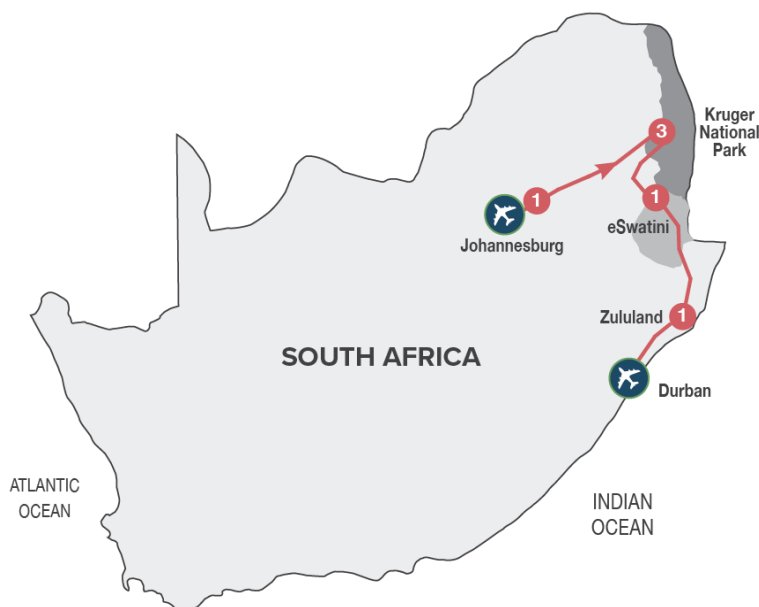 Kruger
National
Park
3
1
1
eSwatini
Johannesburg
Zululand
1
SOUTH AFRICA
Durban
ATLANTIC
OCEAN
INDIAN
OCEAN